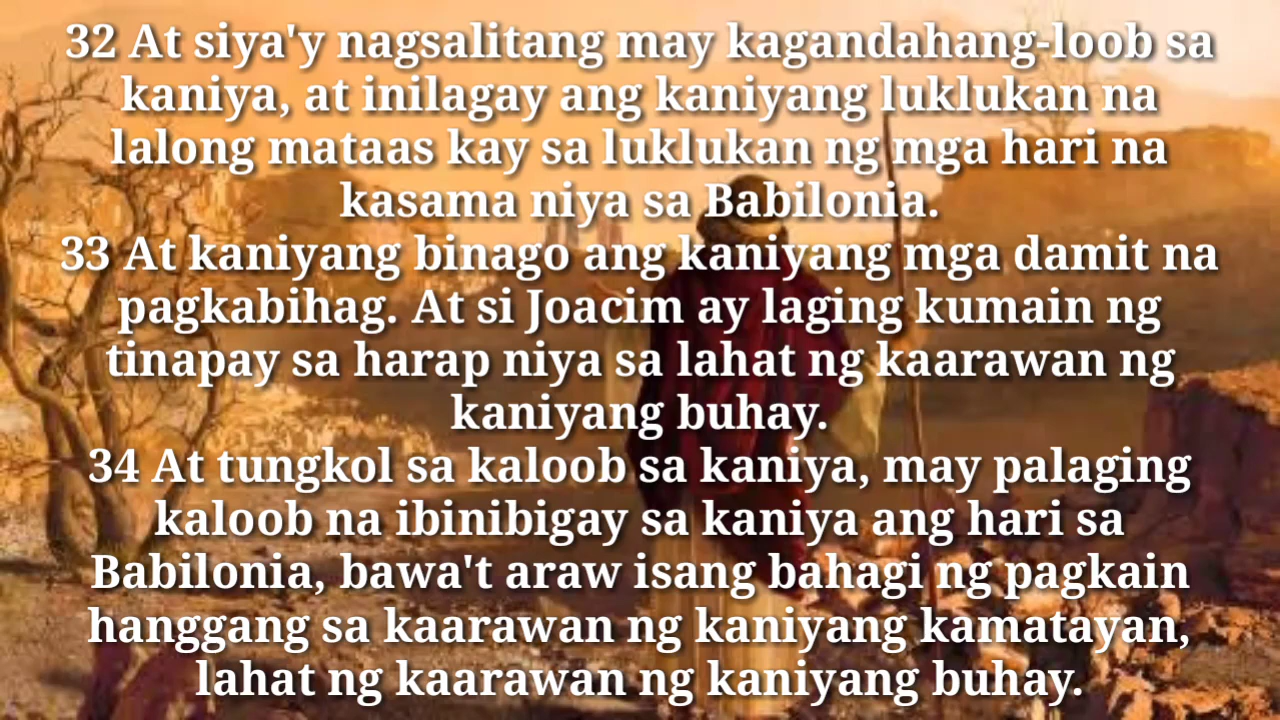 32 At siya'y nagsalitang may kagandahang-loob sa
kaniya, at inilagay ang kaniyang luklukan na
lalong mataas kay sa luklukan ng mga hari na
kasama niya sa Babilonia.
33 At kaniyang binago ang kaniyang mga damit na
pagkabihag. At si Joacim ay laging kumain ng
tinapay sa harap niya sa lahat ng kaarawan ng
kaniyang buhay.
34 At tungkol sa kaloob sa kaniya, may palaging
kaloob na ibinibigay sa kaniya ang hari sa
Babilonia, bawa't araw isang bahagi ng pagkain
hanggang sa kaarawan ng kaniyang kamatayan,
lahat ng kaarawan ng kaniyang buhay.